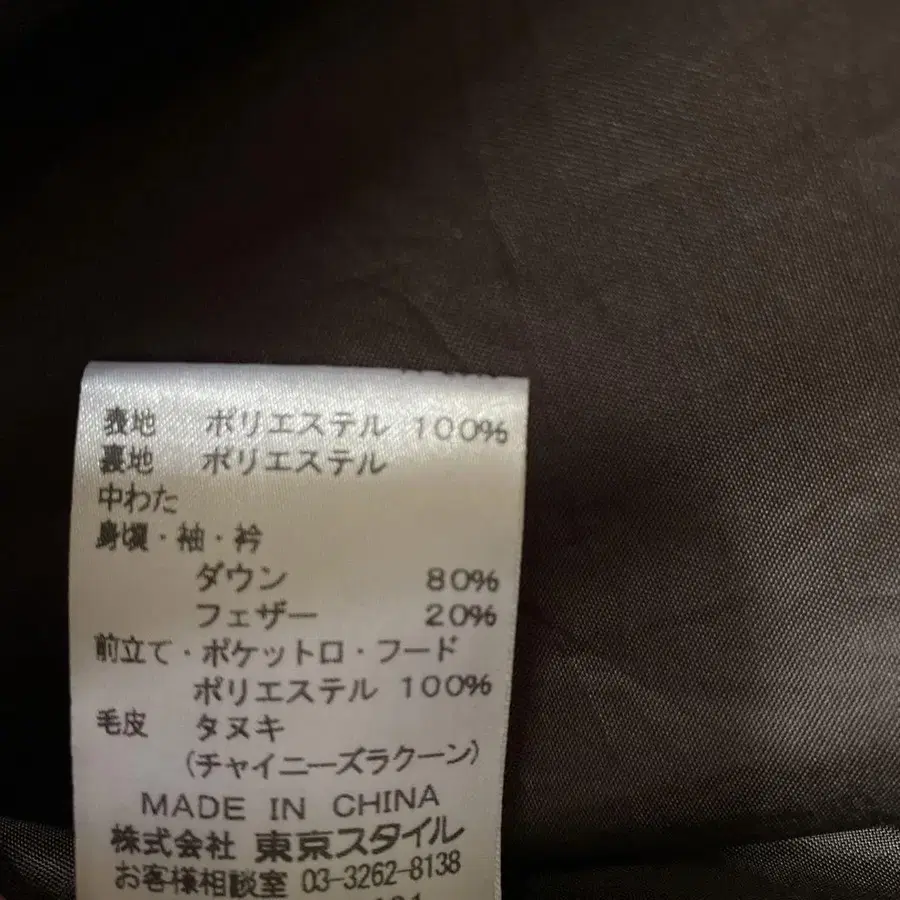 表地 ポリエステル 100%
裏地 ポリエステル
中わた
身頃・袖・衿
ダウン 80%
フェザー 20%
前立て・ポケット口・フード
ポリエステル 100%
毛皮 タヌキ
(チャイニーズラクーン)
MADE IN CHINA
株式会社 東京スタイル
お客様相談室 03-3262-8138